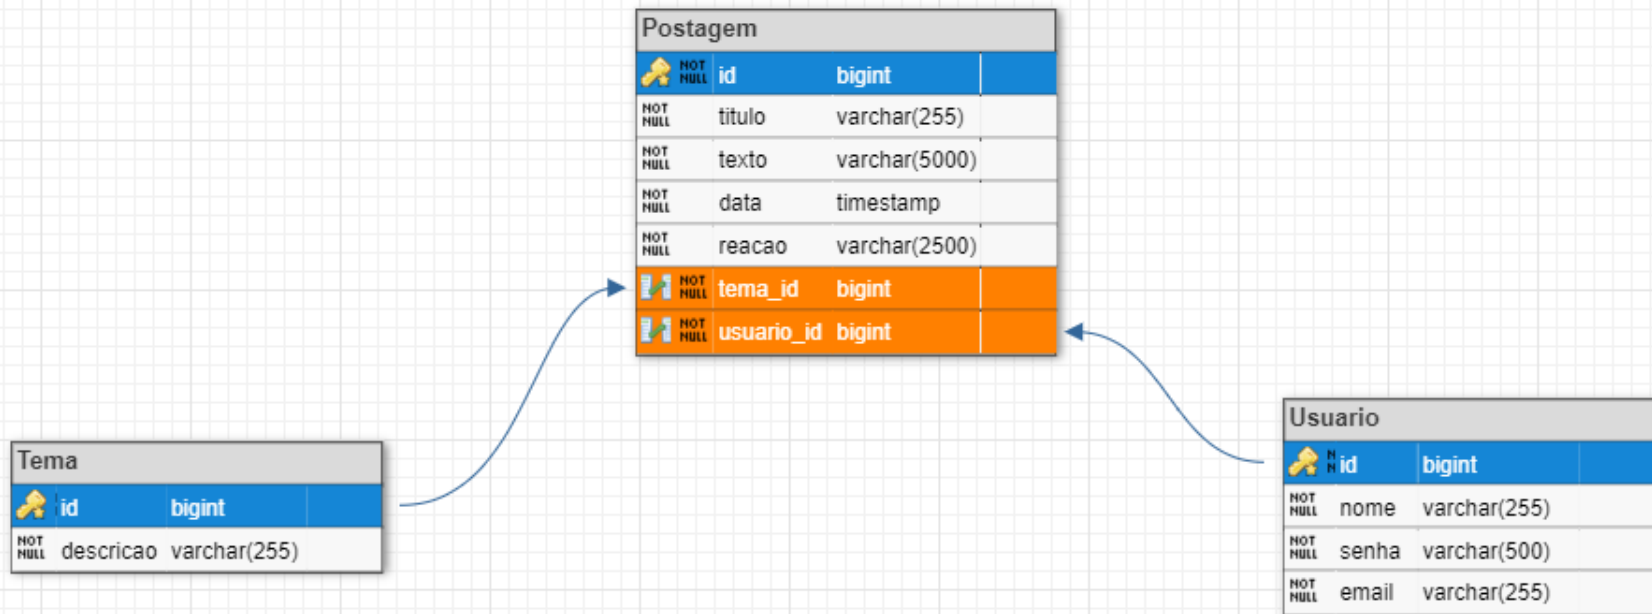 Postagem
NOT NULL id bigint
NOT NULL titulo varchar(255)
NOT NULL texto varchar(5000)
NOT NULL data timestamp
NOT NULL reacao varchar(2500)
NOT NULL tema_id bigint
NOT NULL usuario_id bigint
Tema
id bigint
NOT NULL descricao varchar(255)
Usuario
N N id bigint
NOT NULL nome varchar(255)
NOT NULL senha varchar(500)
NOT NULL email varchar(255)